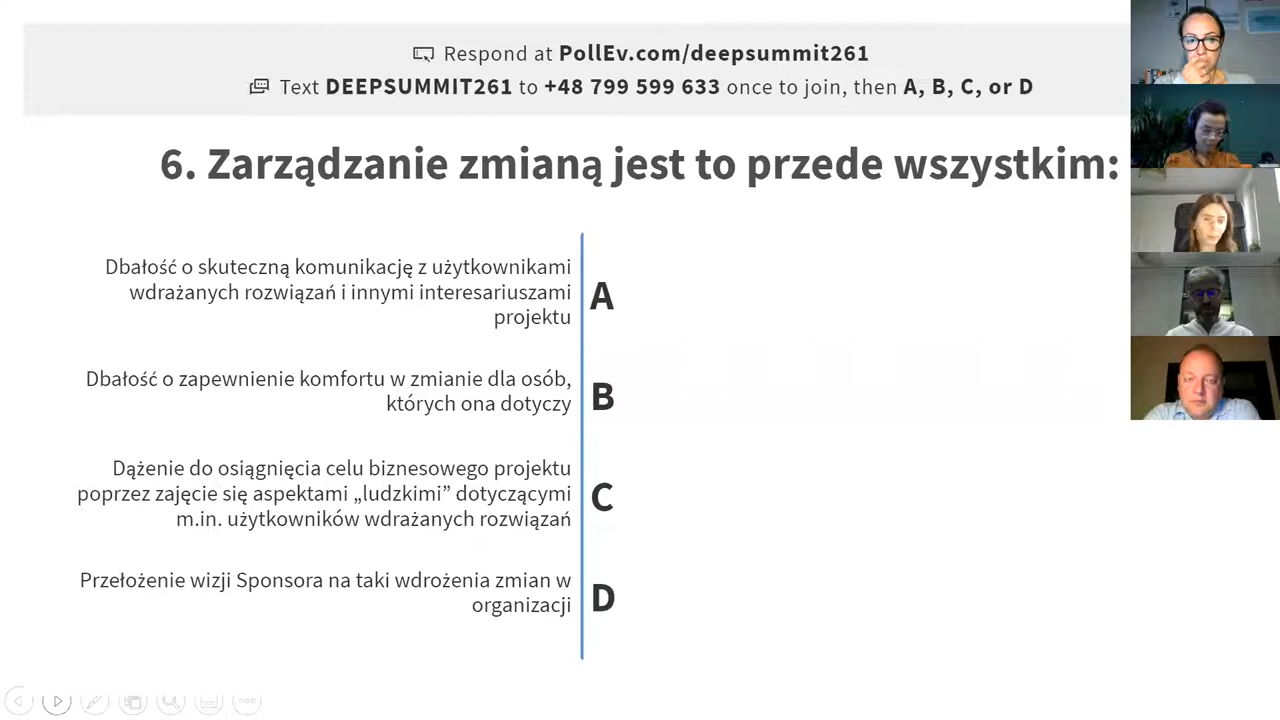 Respond at PollEv.com/deepsummit261
Text DEEPSUMMIT261 to +48 799 599 633 once to join, then A, B, C, or D
6. Zarządzanie zmianą jest to przede wszystkim:
Dbałość o skuteczną komunikację z użytkownikami
wdrażanych rozwiązań i innymi interesariuszami
projektu
A
Dbałość o zapewnienie komfortu w zmianie dla osób,
których ona dotyczy
B
Dążenie do osiągnięcia celu biznesowego projektu
poprzez zajęcie się aspektami „ludzkimi” dotyczącymi
m.in. użytkowników wdrażanych rozwiązań
C
Przełożenie wizji Sponsora na taki wdrożenia zmian w
organizacji
D